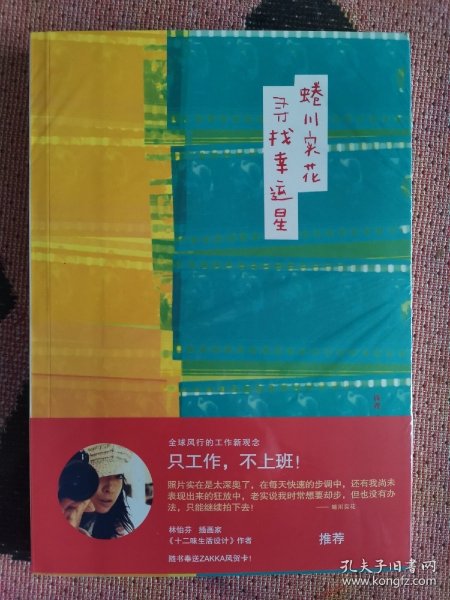 蜷川实花
寻找幸运星
全球风行的工作新观念
只工作，不上班！
照片实在是太深奥了，在每天快速的步调中，还有我尚未
表现出来的狂放中，老实说我时常想要却步，但也没有办
法，只能继续拍下去！
——蜷川实花
林怡芬 插画家
《十二味生活设计》作者
推荐
随书奉送ZAKKA风贺卡！
孔夫子旧书网
book.kongfz.com